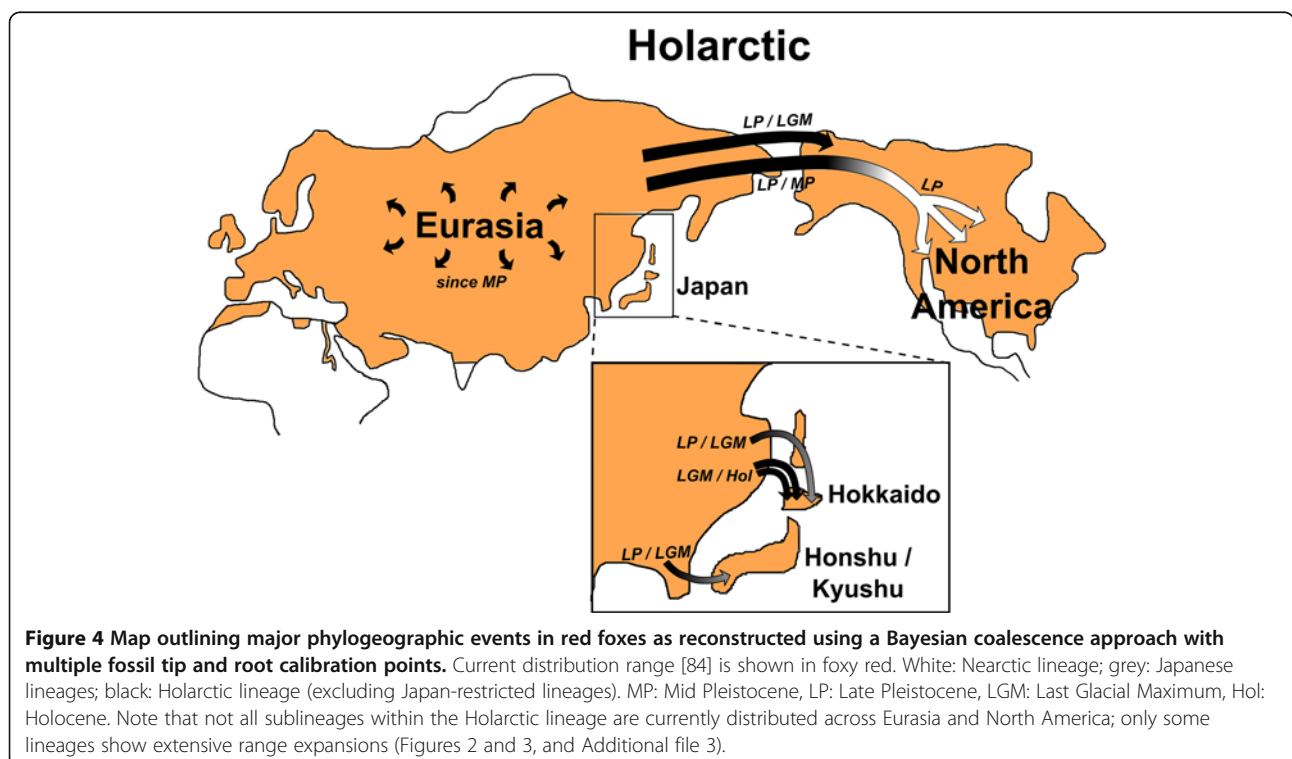 Holarctic
LP / LGM
LP / MP
LP
Eurasia
since MP
North
America
Japan
LP / LGM
LGM / Hol
Hokkaido
LP / LGM
Honshu /
Kyushu
Figure 4 Map outlining major phylogeographic events in red foxes as reconstructed using a Bayesian coalescence approach with
multiple fossil tip and root calibration points. Current distribution range [84] is shown in foxy red. White: Nearctic lineage; grey: Japanese
lineages; black: Holarctic lineage (excluding Japan-restricted lineages). MP: Mid Pleistocene, LP: Late Pleistocene, LGM: Last Glacial Maximum, Hol:
Holocene. Note that not all sublineages within the Holarctic lineage are currently distributed across Eurasia and North America; only some
lineages show extensive range expansions (Figures 2 and 3, and Additional file 3).